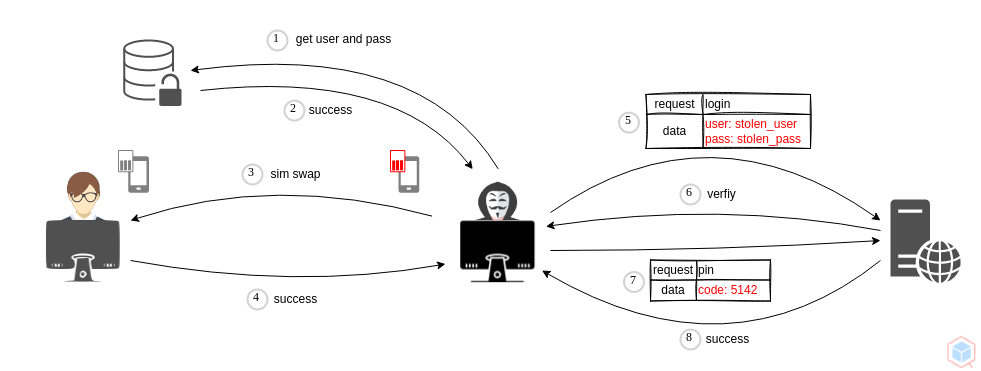 1 get user and pass
2 success
3 sim swap
4 success
5
request login
data user: stolen_user
pass: stolen_pass
6 verfiy
7
request pin
data code: 5142
8 success